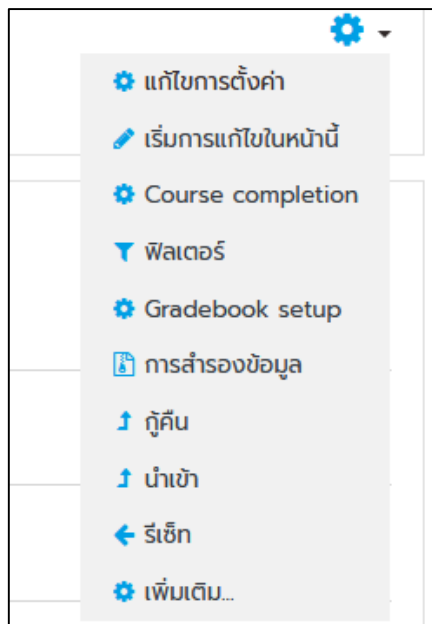 แก้ไขการตั้งค่า
เริ่มการแก้ไขในหน้านี้
Course completion
ฟิลเตอร์
Gradebook setup
การสำรองข้อมูล
กู้คืน
นำเข้า
รีเซ็ท
เพิ่มเติม...